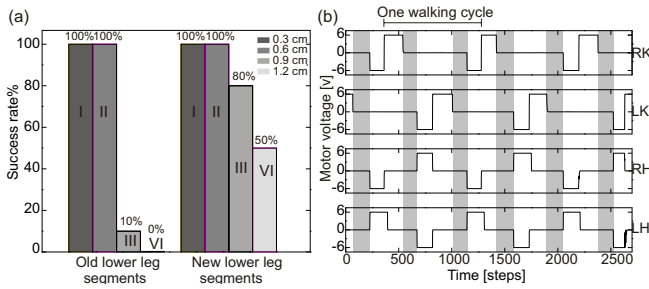 (a)
100% 100%
100% 100%
0.3 cm
0.6 cm
0.9 cm
1.2 cm
100
80
60
40
20
0
Success rate%
I
II
10%
III
0%
VI
I
II
80%
III
50%
VI
Old lower leg
segments
New lower leg
segments
(b)
One walking cycle
Motor voltage [v]
6
0
-6
RK
6
0
-6
LK
6
0
-6
RH
6
0
-6
LH
0 500 1000 1500 2000 2500
Time [steps]